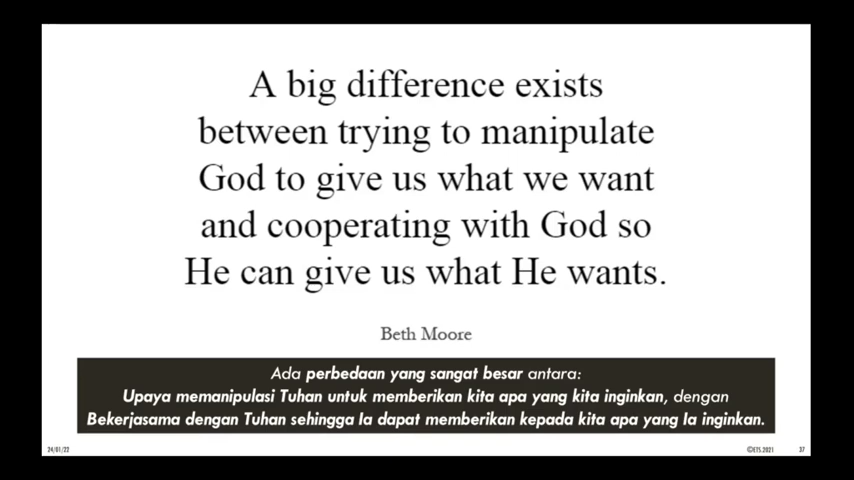 A big difference exists
between trying to manipulate
God to give us what we want
and cooperating with God so
He can give us what He wants.
Beth Moore
Ada perbedaan yang sangat besar antara:
Upaya memanipulasi Tuhan untuk memberikan kita apa yang kita inginkan, dengan
Bekerjasama dengan Tuhan sehingga Ia dapat memberikan kepada kita apa yang Ia inginkan.
24/01/22
©ETS.2021
37